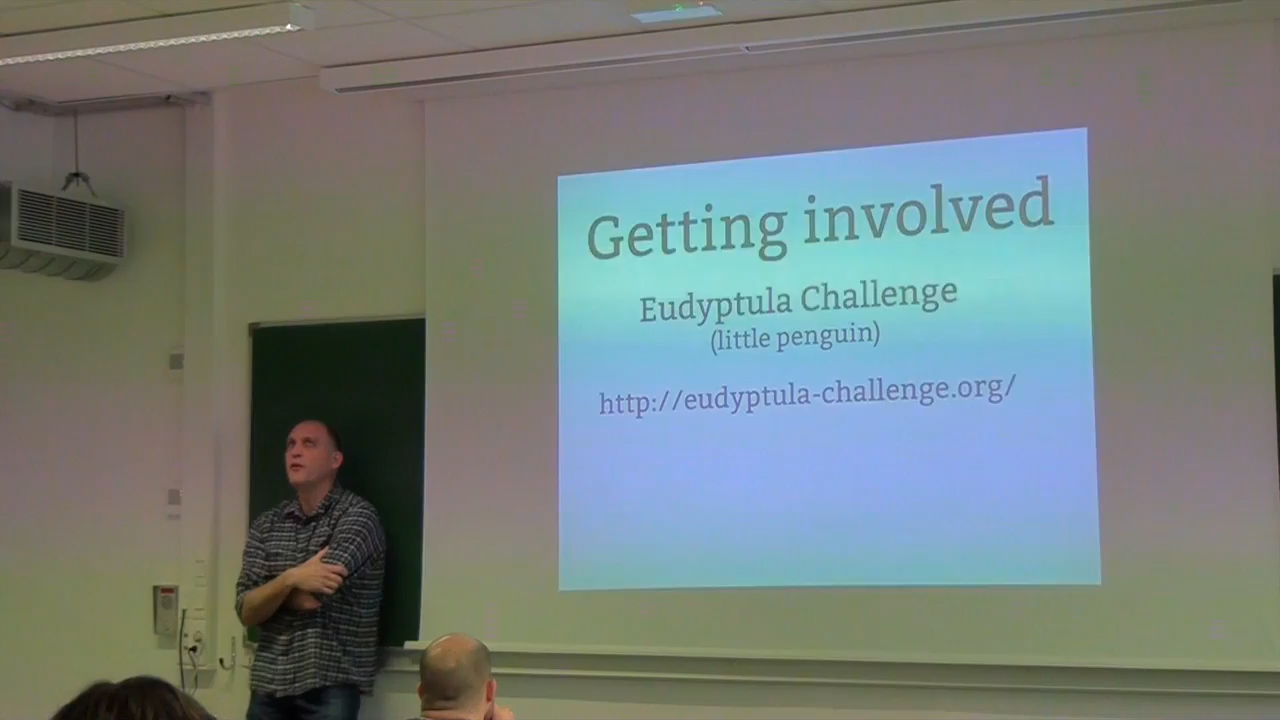 Getting involved
Eudyptula Challenge
(little penguin)
http://eudyptula-challenge.org/